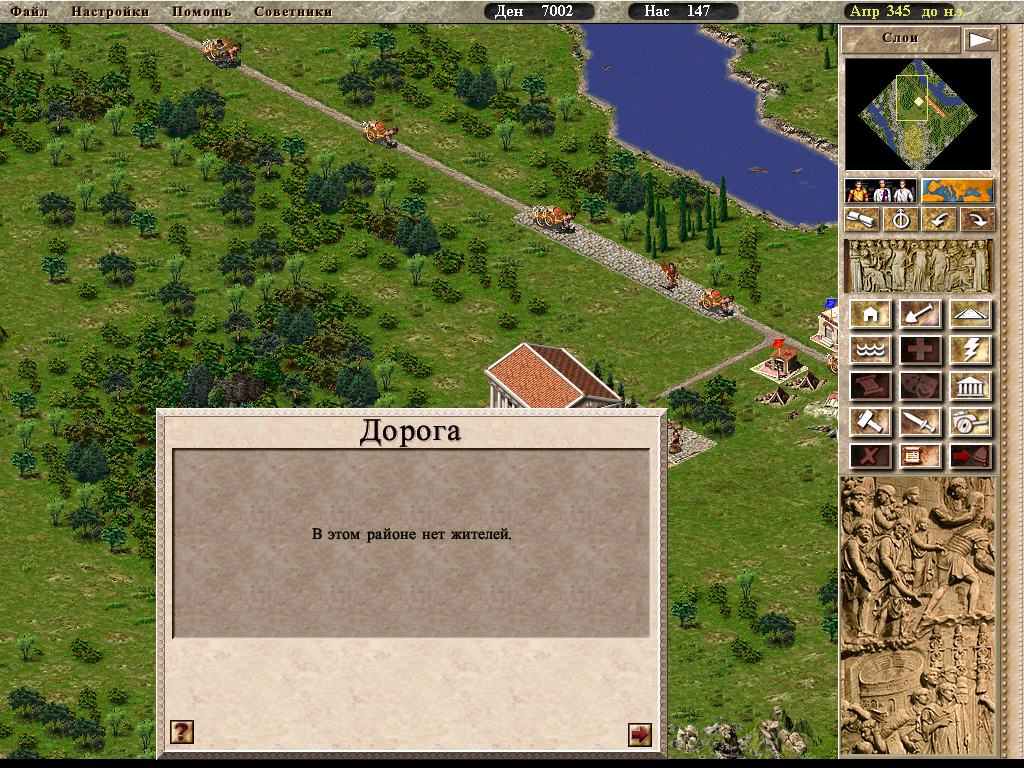 Файл Настройки Помощь Советники Ден 7002 Нас 147 Апр 345 до н.э.
Слои
Дорога
В этом районе нет жителей.
?